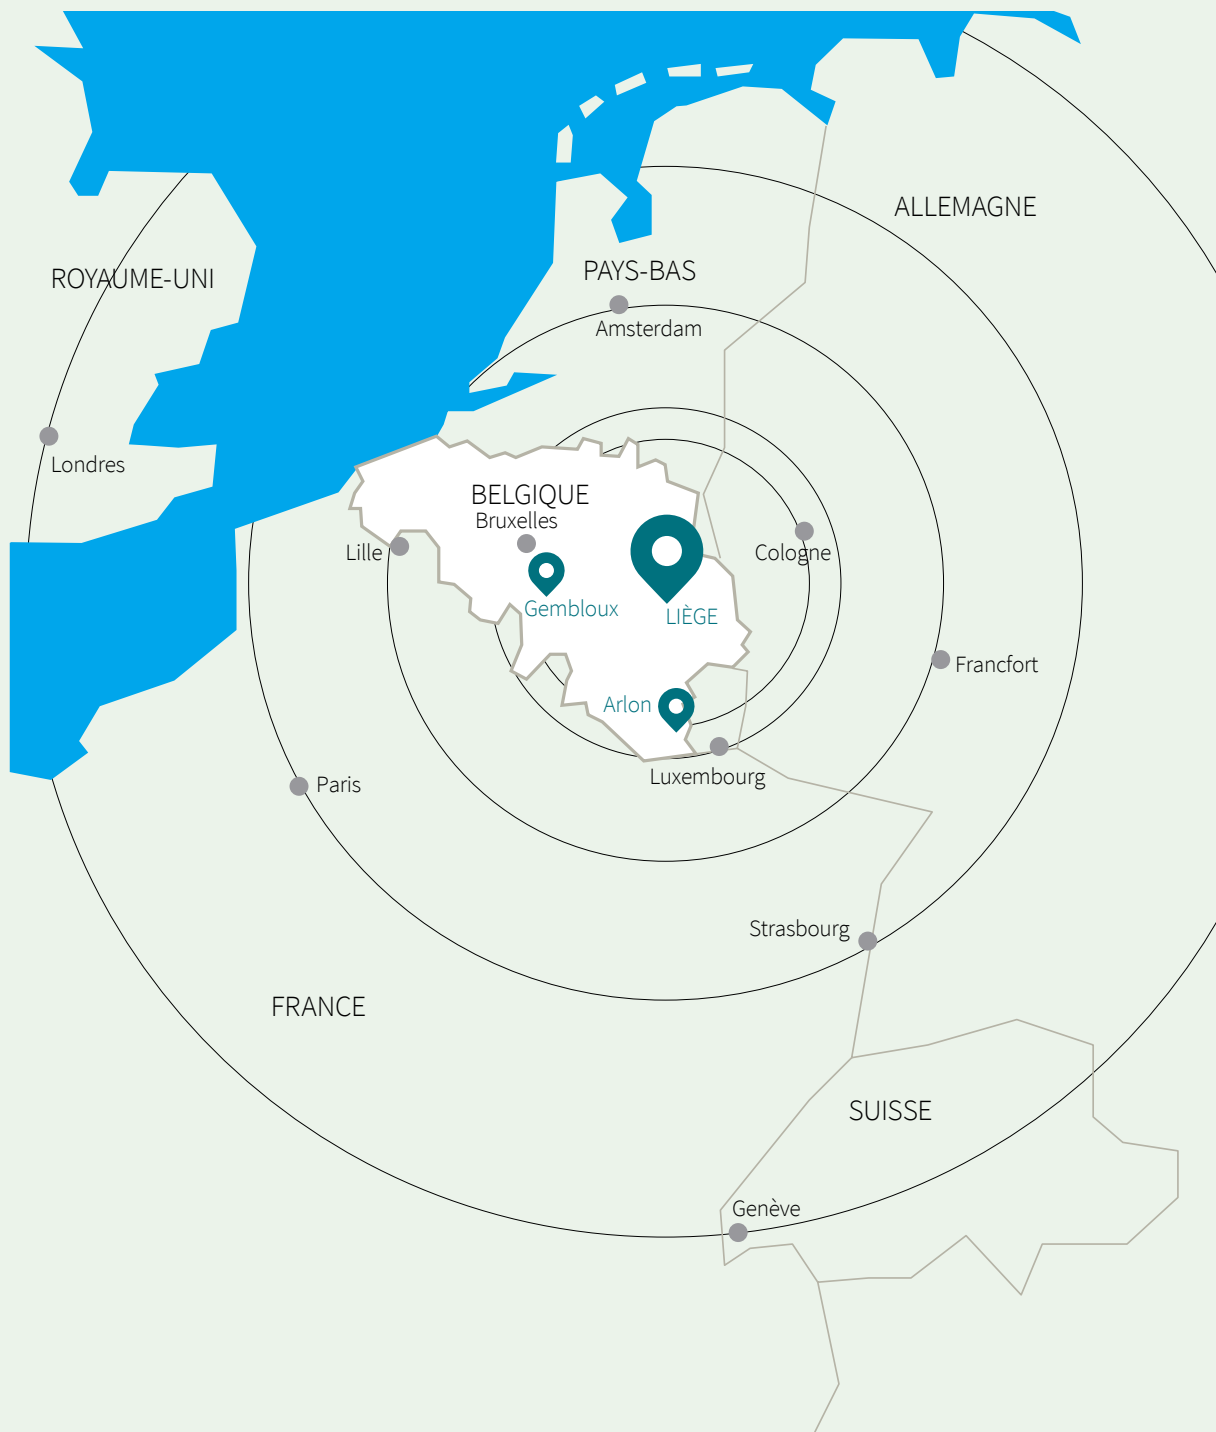 ALLEMAGNE
PAYS-BAS
ROYAUME-UNI
Amsterdam
Londres
BELGIQUE
Bruxelles
Lille
Cologne
Gembloux
LIÈGE
Francfort
Arlon
Luxembourg
Paris
Strasbourg
FRANCE
SUISSE
Genève